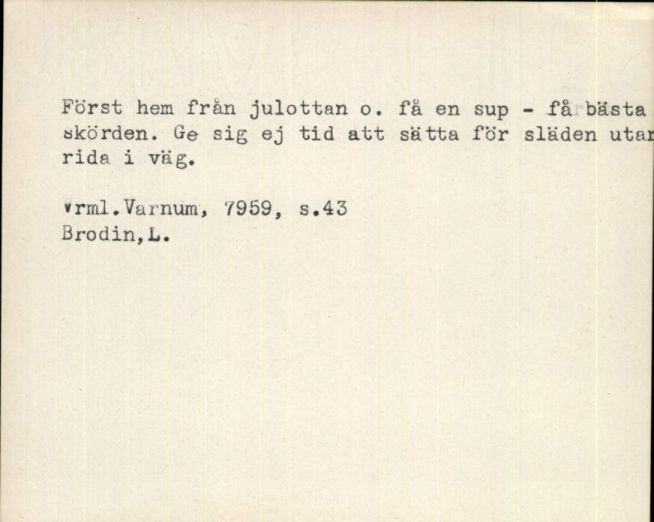 Först hem från julottan o. få en sup - få bästa
skörden. Ge sig ej tid att sätta för släden utan
rida i väg.
Vrml.Varnum, 7959, s.43
Brodin,L.